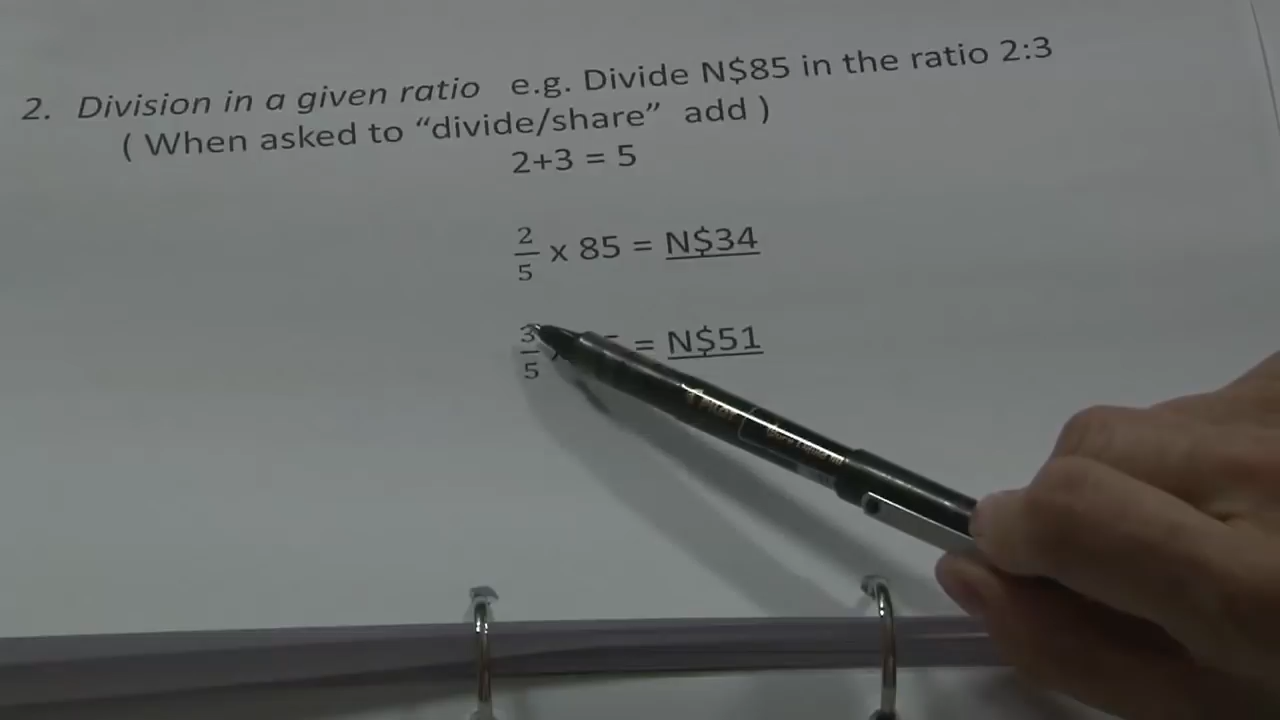 2. Division in a given ratio e.g. Divide N$85 in the ratio 2:3
( When asked to “divide/share” add )
2+3 = 5
2/5 x 85 = N$34
3/5 = N$51
PILOT